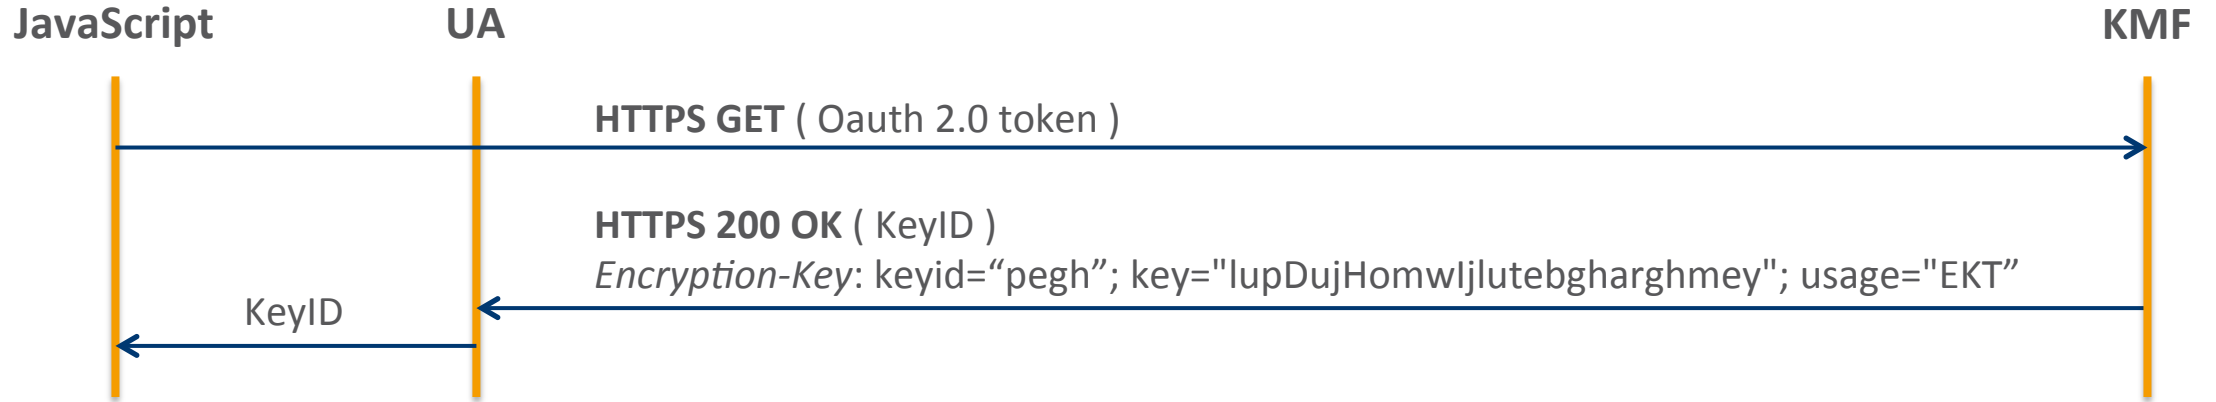 JavaScript UA KMF
HTTPS GET ( Oauth 2.0 token )
HTTPS 200 OK ( KeyID )
Encryption-Key: keyid=“pegh”; key="lupDujHomwIjlutebgharghmey"; usage="EKT”
KeyID